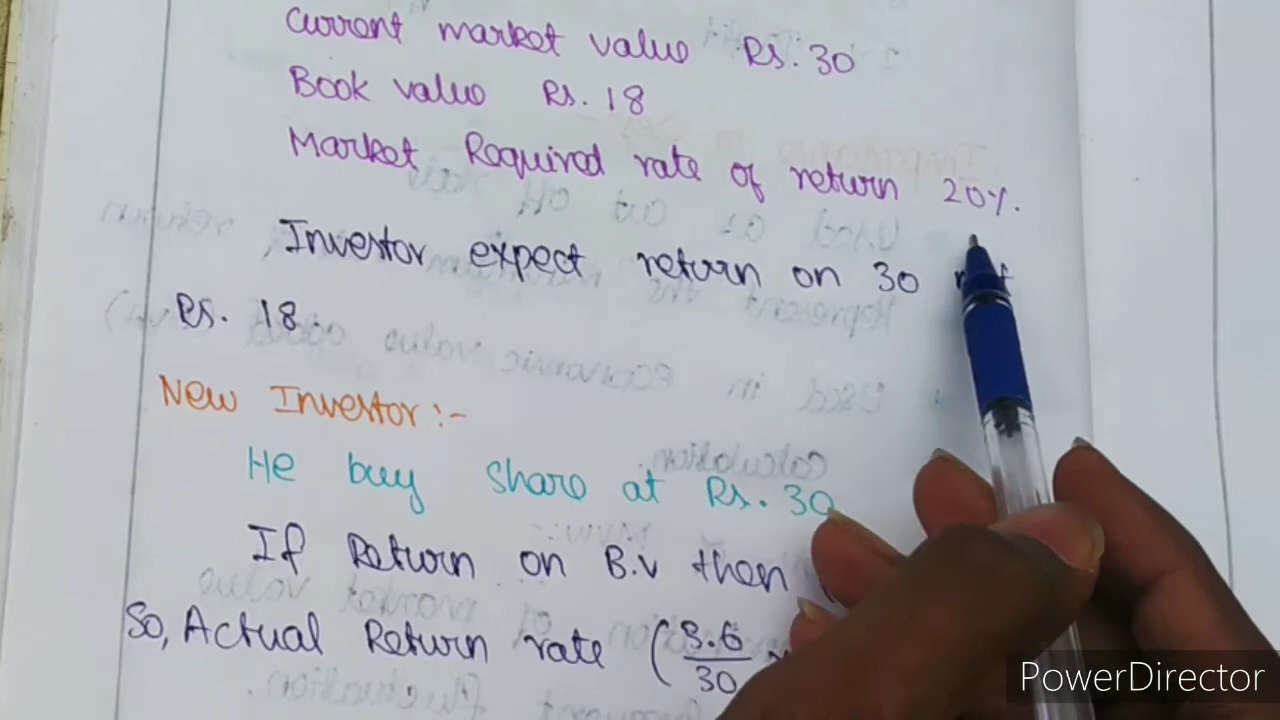 Current market value Rs. 30
Book value Rs. 18
Market Required rate of return 20%.
Investor expect return on 30
Rs. 18.
New Investor :-
He buy share at Rs. 30
If Return on B.V then
So, Actual Return rate (3.6/30
PowerDirector